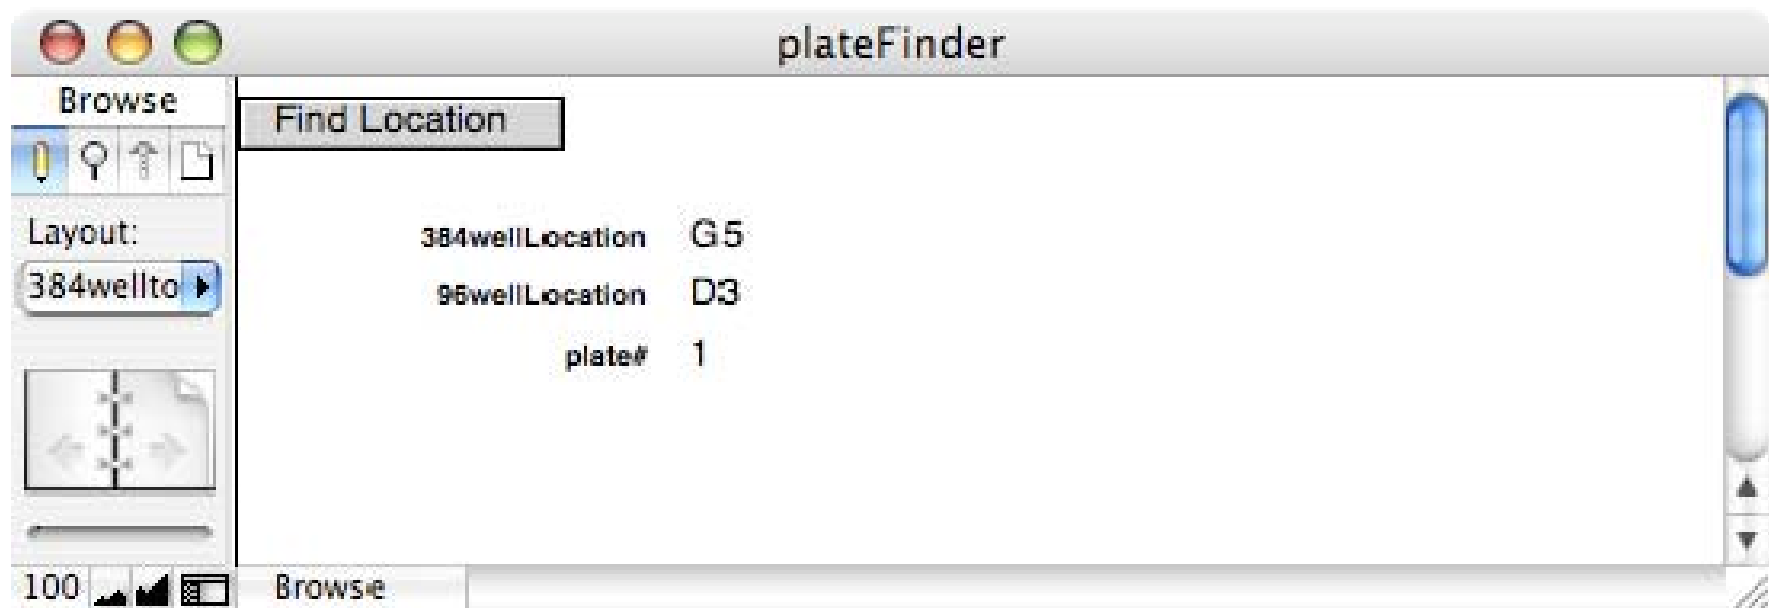 plateFinder
Browse
Find Location
Layout:
384wellto
384wellLocation G5
96wellLocation D3
plate# 1
100
Browse